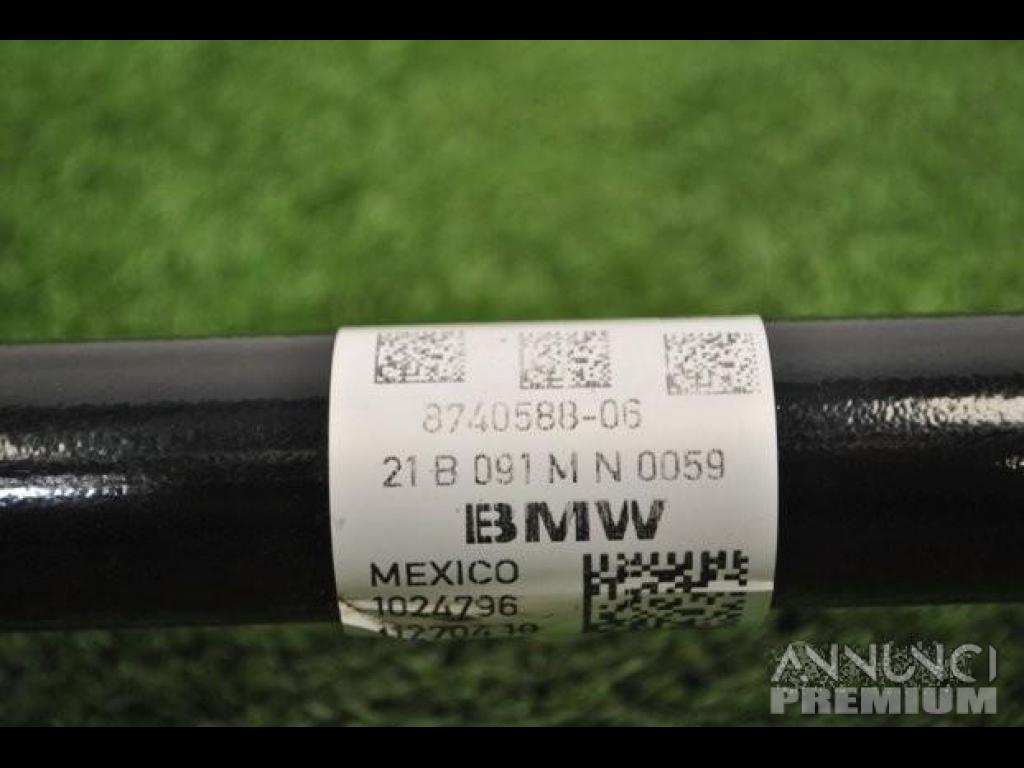 8740588-06
21 B 091 M N 0059
BMW
MEXICO
1024796
ANNUNCI
PREMIUM